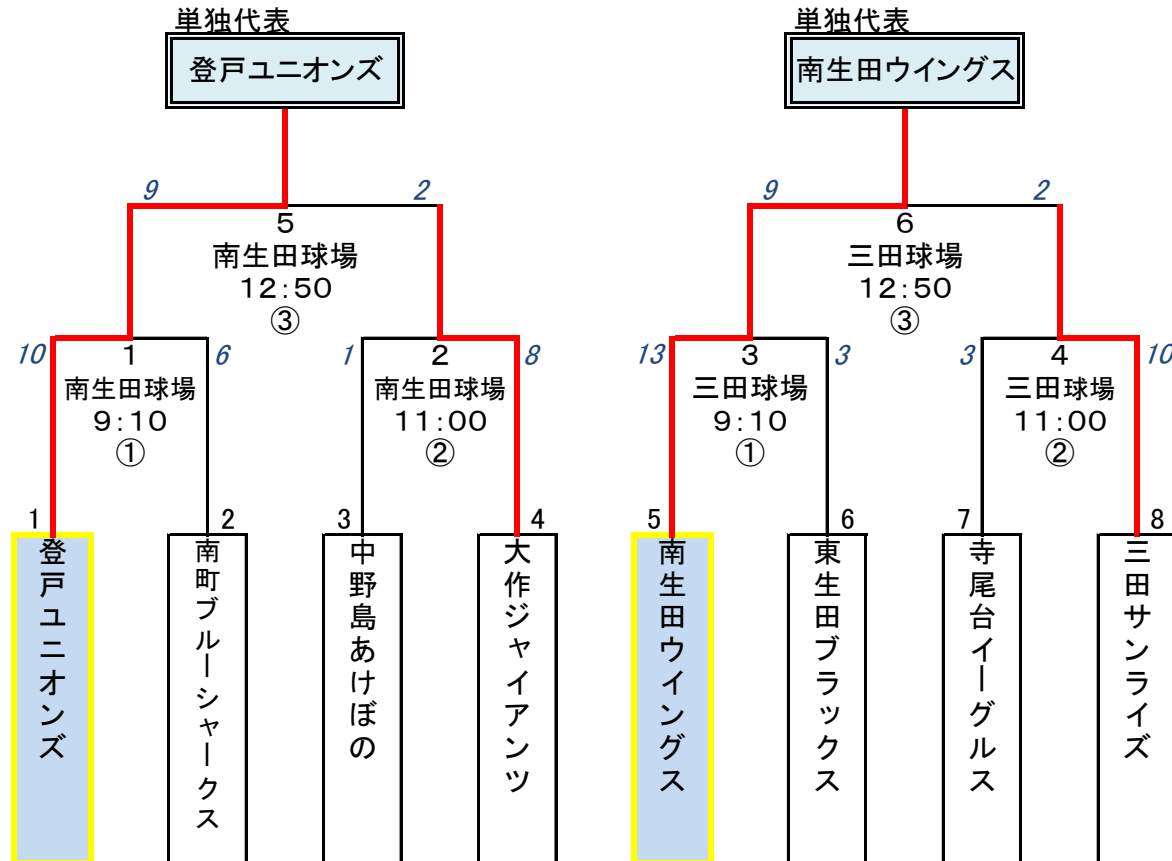 単独代表
登戸ユニオンズ
9
2
5
南生田球場
12:50
③
10
1
6
南生田球場
9:10
①
1
2
8
南生田球場
11:00
②
1
登戸ユニオンズ
2
南町ブルーシャークス
3
中野島あけぼの
4
大作ジャイアンツ
単独代表
南生田ウイングス
9
2
6
三田球場
12:50
③
13
3
3
三田球場
9:10
①
3
4
10
三田球場
11:00
②
5
南生田ウイングス
6
東生田ブラックス
7
寺尾台イーグルス
8
三田サンライズ